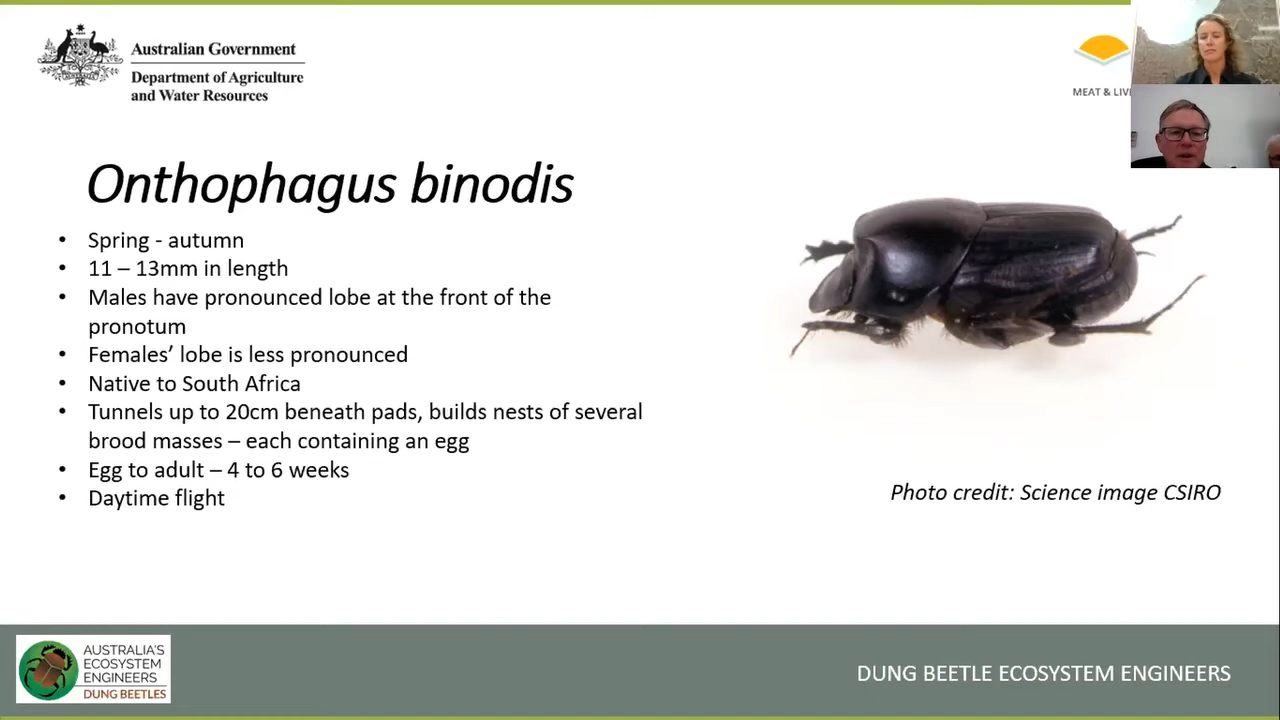 Australian Government
Department of Agriculture
and Water Resources
MEAT &
Onthophagus binodis
• Spring - autumn
• 11 – 13mm in length
• Males have pronounced lobe at the front of the
pronotum
• Females’ lobe is less pronounced
• Native to South Africa
• Tunnels up to 20cm beneath pads, builds nests of several
brood masses – each containing an egg
• Egg to adult – 4 to 6 weeks
• Daytime flight
Photo credit: Science image CSIRO
AUSTRALIA'S
ECOSYSTEM
ENGINEERS
DUNG BEETLES
DUNG BEETLE ECOSYSTEM ENGINEERS